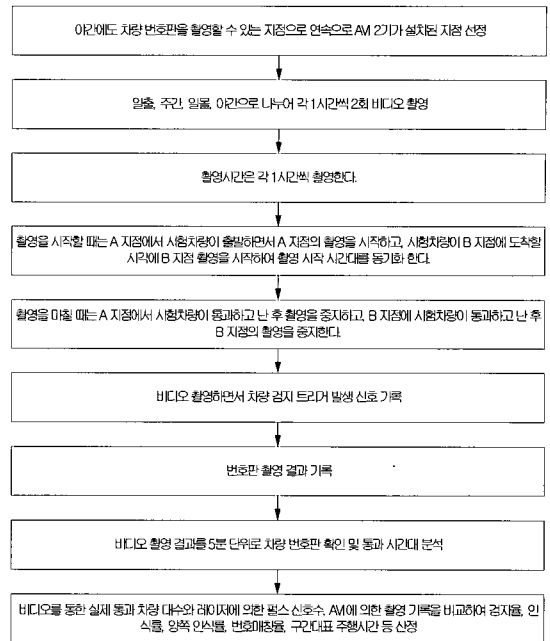 야간에도 차량 번호판을 촬영할 수 있는 지점으로 연속으로 AVI 2기가 설치된 지점 선정
일출, 주간, 일몰, 야간으로 나누어 각 1시간씩 2회 비디오 촬영
촬영시간은 각 1시간씩 촬영한다.
촬영을 시작할 때는 A 지점에서 시험차량이 출발하면서 A 지점의 촬영을 시작하고, 시험차량이 B 지점에 도착할
시각에 B 지점 촬영을 시작하여 촬영 시작 시간대를 동기화 한다.
촬영을 마칠 때는 A 지점에서 시험차량이 통과하고 난 후 촬영을 중지하고, B 지점에 시험차량이 통과하고 난 후
B 지점의 촬영을 중지한다.
비디오 촬영하면서 차량 검지 트리거 발생 신호 기록
번호판 촬영 결과 기록
비디오 촬영 결과를 5분 단위로 차량 번호판 확인 및 통과 시간대 분석
비디오를 통한 실제 통과 차량 대수와 레이저에 의한 펄스 신호수, AVI에 의한 촬영 기록을 비교하여 검지율, 인
식률, 양쪽 인식률, 번호매칭율, 구간대표 주행시간 등 산정